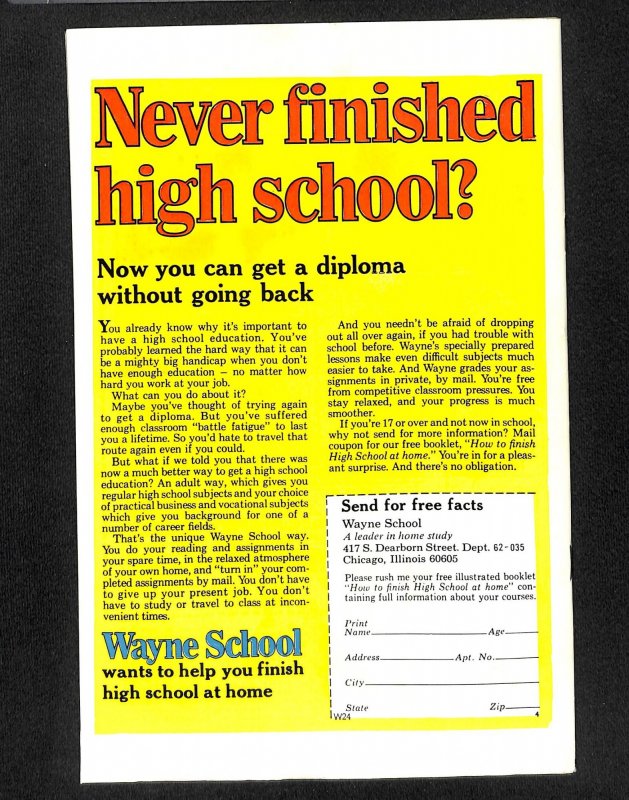 Never finished
high school?
Now you can get a diploma
without going back
You already know why it's important to
have a high school education. You've
probably learned the hard way that it can
be a mighty big handicap when you don't
have enough education – no matter how
hard you work at your job.
What can you do about it?
Maybe you've thought of trying again
to get a diploma. But you've suffered
enough classroom "battle fatigue" to last
you a lifetime. So you'd hate to travel that
route again even if you could.
But what if we told you that there was
now a much better way to get a high school
education? An adult way, which gives you
regular high school subjects and your choice
of practical business and vocational subjects
which give you background for one of a
number of career fields.
That's the unique Wayne School way.
You do your reading and assignments in
your spare time, in the relaxed atmosphere
of your own home, and "turn in" your com-
pleted assignments by mail. You don't have
to give up your present job. You don't
have to study or travel to class at incon-
venient times.
Wayne School
wants to help you finish
high school at home
And you needn't be afraid of dropping
out all over again, if you had trouble with
school before. Wayne's specially prepared
lessons make even difficult subjects much
easier to take. And Wayne grades your as-
signments in private, by mail. You're free
from competitive classroom pressures. You
stay relaxed, and your progress is much
smoother.
If you're 17 or over and not now in school,
why not send for more information? Mail
coupon for our free booklet, "How to finish
High School at home." You're in for a pleas-
ant surprise. And there's no obligation.
Send for free facts
Wayne School
A leader in home study
417 S. Dearborn Street. Dept. 62-035
Chicago, Illinois 60605
Please rush me your free illustrated booklet
"How to finish High School at home" con-
taining full information about your courses.
Print
Name Age
Address Apt. No.
City
State Zip
W24 4